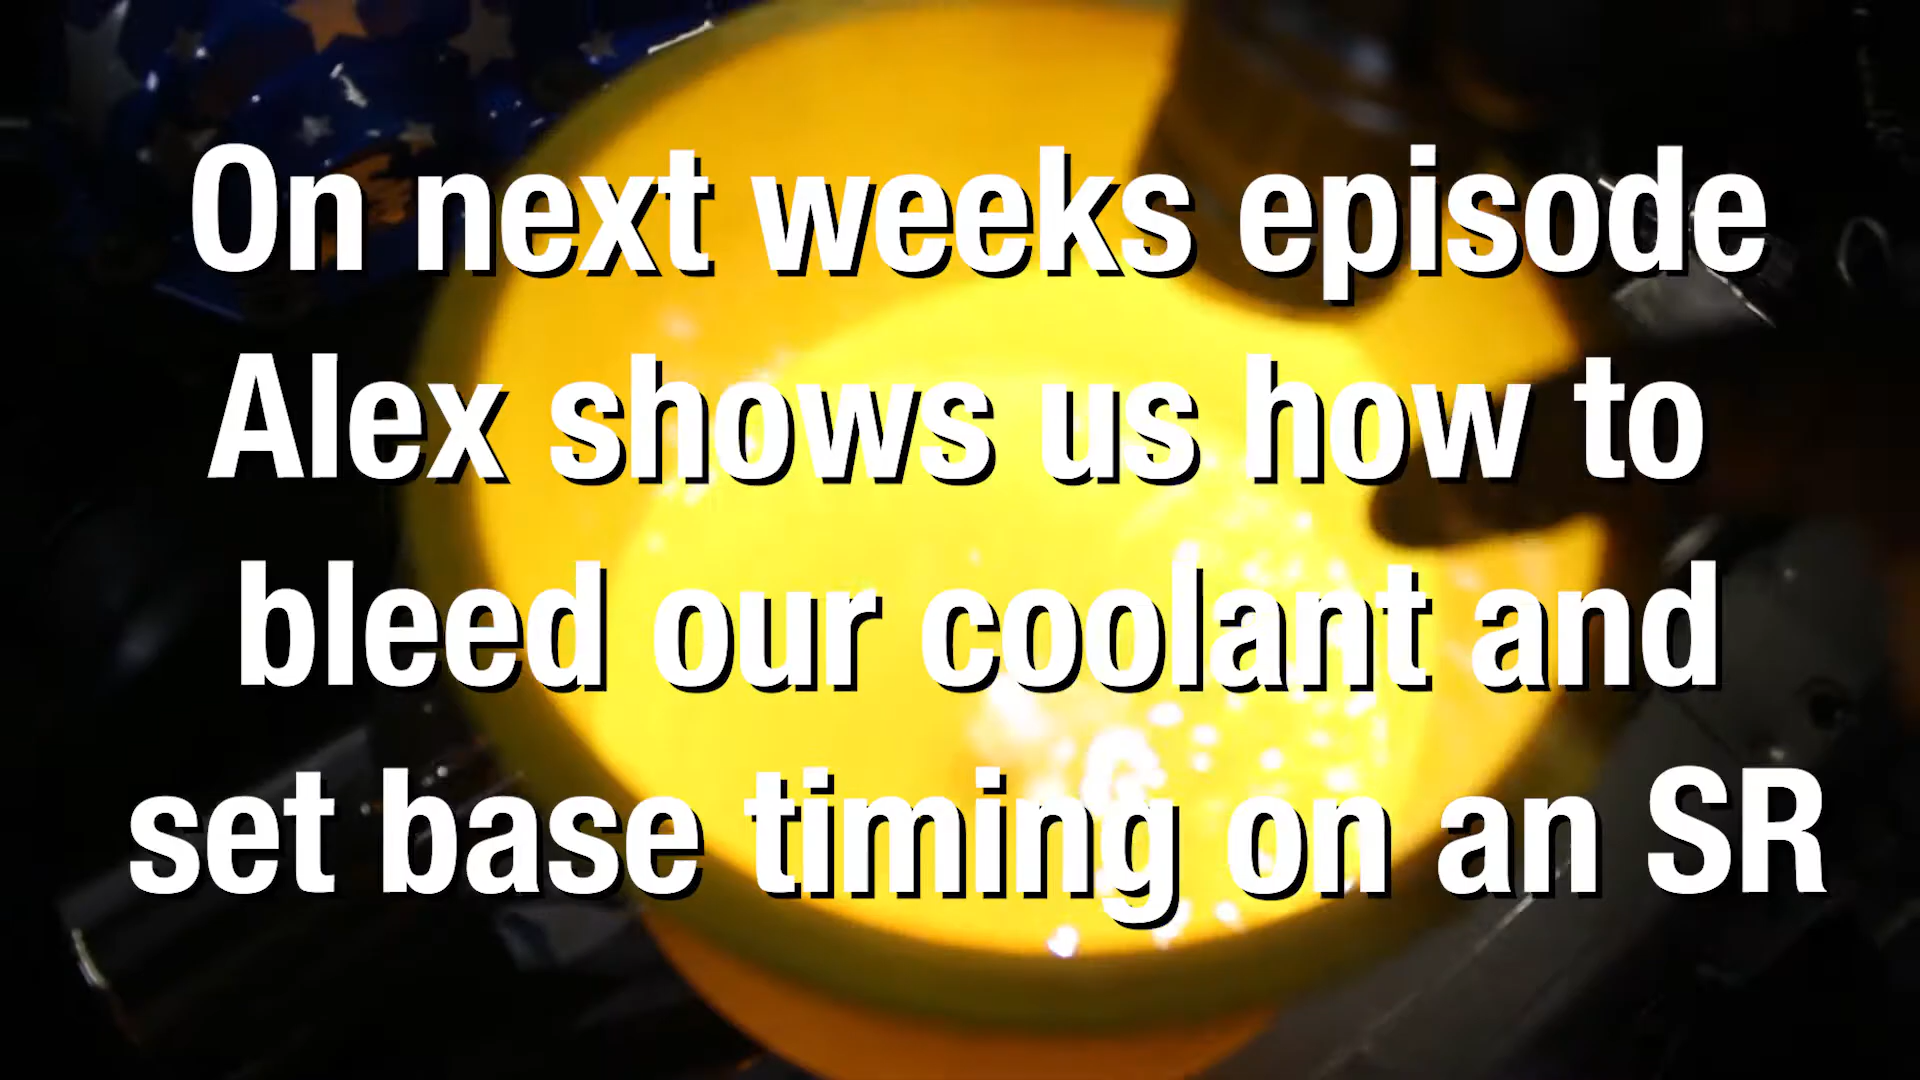 On next weeks episode
Alex shows us how to
bleed our coolant and
set base timing on an SR